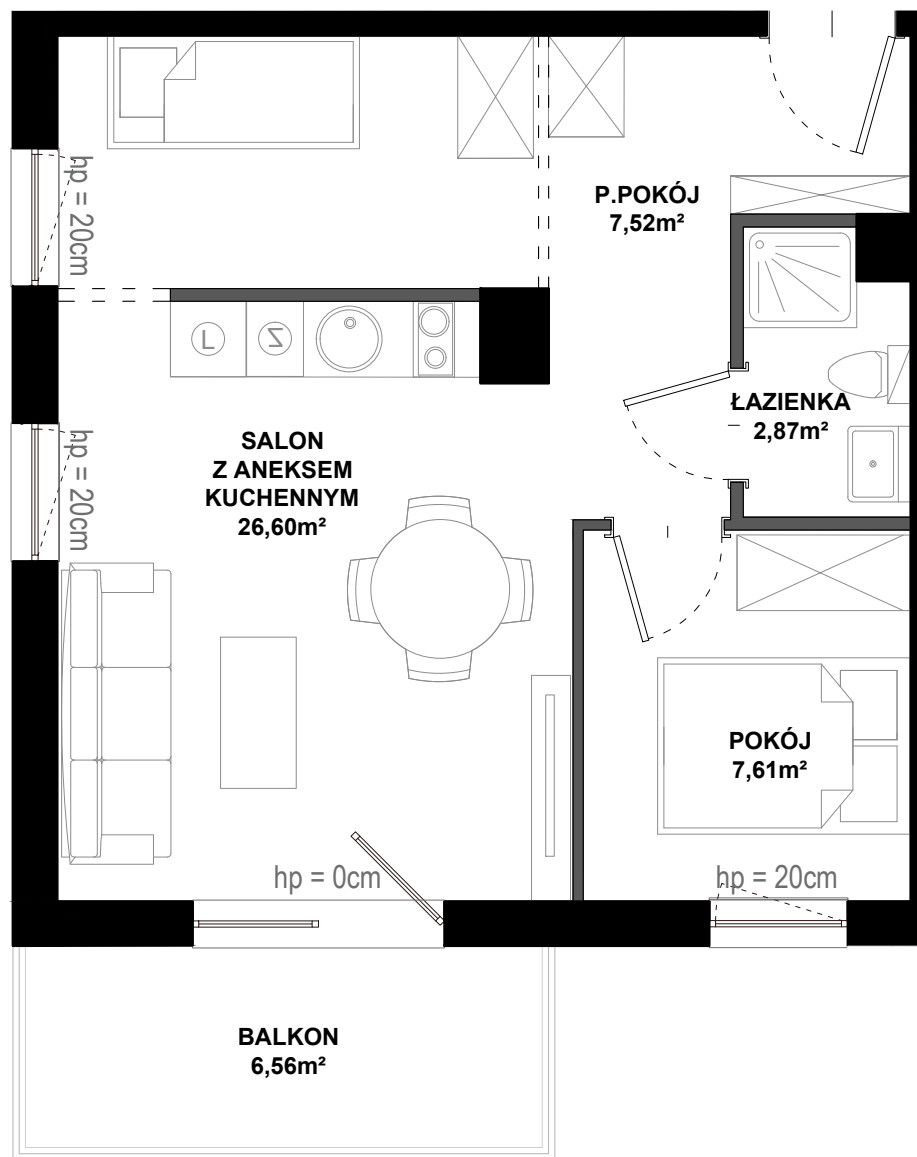 hp = 20cm
P.POKÓJ
7,52m²
L
Z
ŁAZIENKA
2,87m²
SALON
Z ANEKSEM
KUCHENNYM
26,60m²
hp = 20cm
POKÓJ
7,61m²
hp = 0cm
hp = 20cm
BALKON
6,56m²